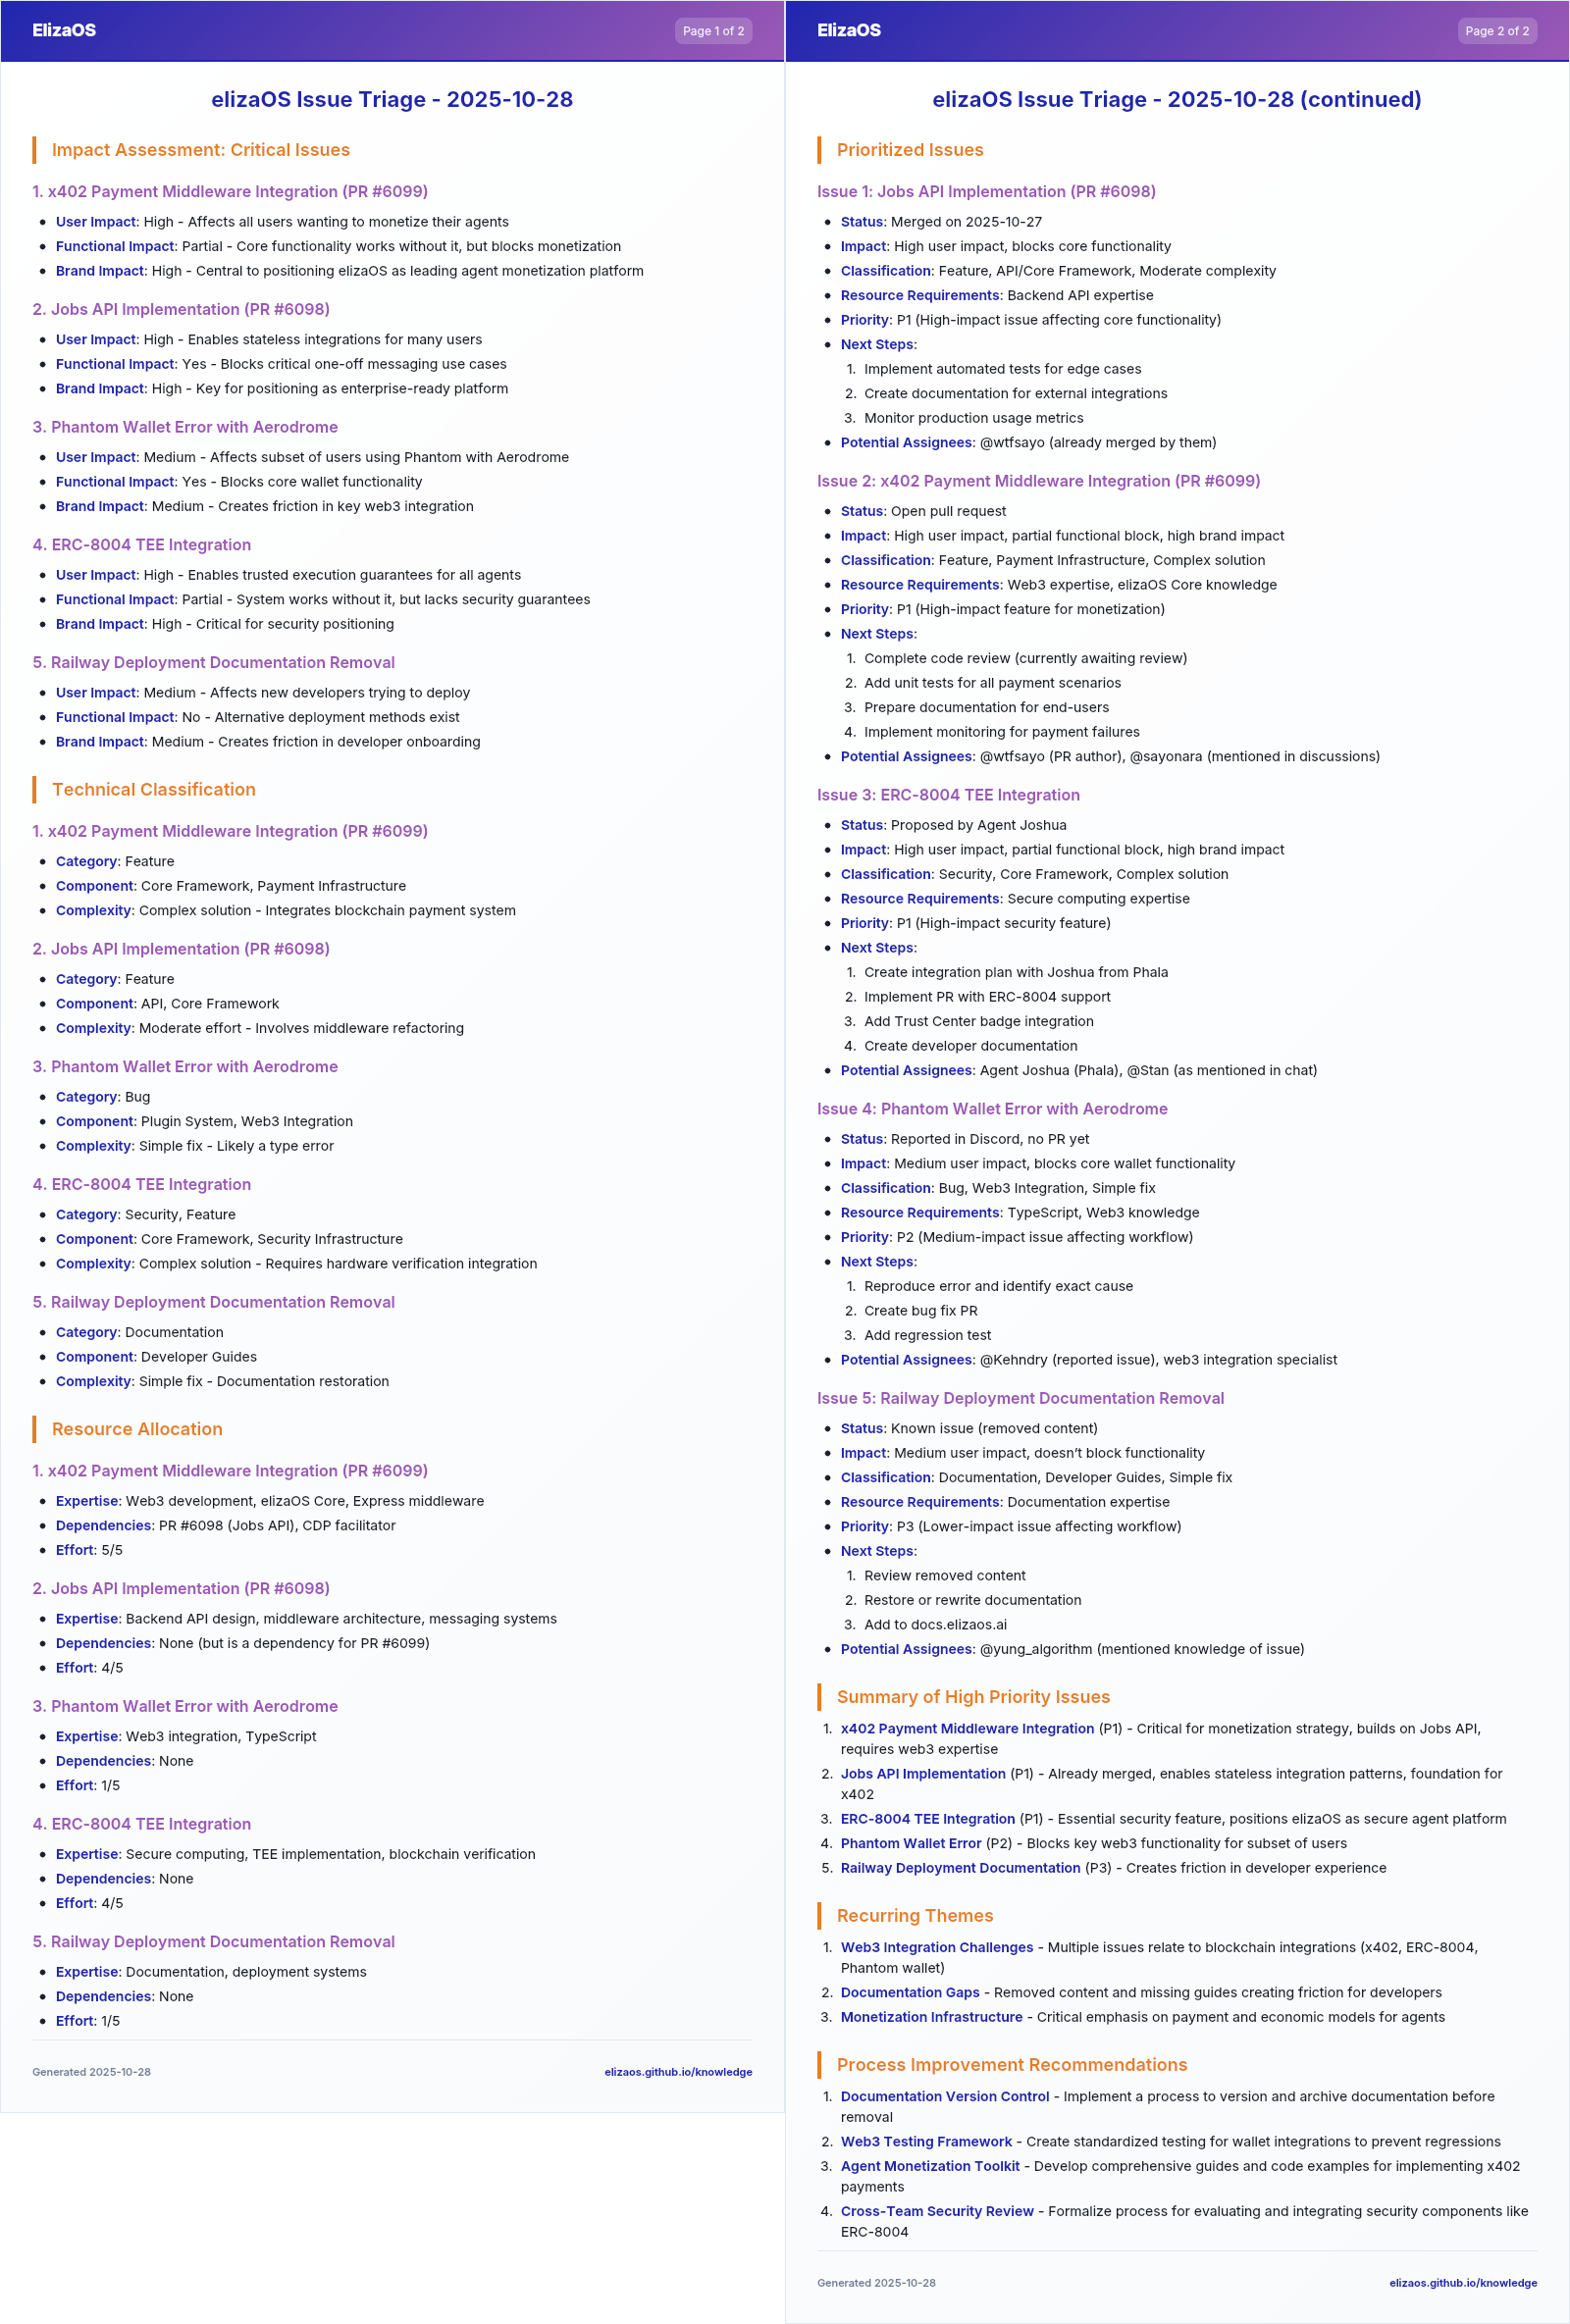 ElizaOS
Page 1 of 2
elizaOS Issue Triage - 2025-10-28
Impact Assessment: Critical Issues
1. x402 Payment Middleware Integration (PR #6099)
• User Impact: High - Affects all users wanting to monetize their agents
• Functional Impact: Partial - Core functionality works without it, but blocks monetization
• Brand Impact: High - Central to positioning elizaOS as leading agent monetization platform
2. Jobs API Implementation (PR #6098)
• User Impact: High - Enables stateless integrations for many users
• Functional Impact: Yes - Blocks critical one-off messaging use cases
• Brand Impact: High - Key for positioning as enterprise-ready platform
3. Phantom Wallet Error with Aerodrome
• User Impact: Medium - Affects subset of users using Phantom with Aerodrome
• Functional Impact: Yes - Blocks core wallet functionality
• Brand Impact: Medium - Creates friction in key web3 integration
4. ERC-8004 TEE Integration
• User Impact: High - Enables trusted execution guarantees for all agents
• Functional Impact: Partial - System works without it, but lacks security guarantees
• Brand Impact: High - Critical for security positioning
5. Railway Deployment Documentation Removal
• User Impact: Medium - Affects new developers trying to deploy
• Functional Impact: No - Alternative deployment methods exist
• Brand Impact: Medium - Creates friction in developer onboarding
Technical Classification
1. x402 Payment Middleware Integration (PR #6099)
• Category: Feature
• Component: Core Framework, Payment Infrastructure
• Complexity: Complex solution - Integrates blockchain payment system
2. Jobs API Implementation (PR #6098)
• Category: Feature
• Component: API, Core Framework
• Complexity: Moderate effort - Involves middleware refactoring
3. Phantom Wallet Error with Aerodrome
• Category: Bug
• Component: Plugin System, Web3 Integration
• Complexity: Simple fix - Likely a type error
4. ERC-8004 TEE Integration
• Category: Security, Feature
• Component: Core Framework, Security Infrastructure
• Complexity: Complex solution - Requires hardware verification integration
5. Railway Deployment Documentation Removal
• Category: Documentation
• Component: Developer Guides
• Complexity: Simple fix - Documentation restoration
Resource Allocation
1. x402 Payment Middleware Integration (PR #6099)
• Expertise: Web3 development, elizaOS Core, Express middleware
• Dependencies: PR #6098 (Jobs API), CDP facilitator
• Effort: 5/5
2. Jobs API Implementation (PR #6098)
• Expertise: Backend API design, middleware architecture, messaging systems
• Dependencies: None (but is a dependency for PR #6099)
• Effort: 4/5
3. Phantom Wallet Error with Aerodrome
• Expertise: Web3 integration, TypeScript
• Dependencies: None
• Effort: 1/5
4. ERC-8004 TEE Integration
• Expertise: Secure computing, TEE implementation, blockchain verification
• Dependencies: None
• Effort: 4/5
5. Railway Deployment Documentation Removal
• Expertise: Documentation, deployment systems
• Dependencies: None
• Effort: 1/5
Generated 2025-10-28
elizaos.github.io/knowledge
ElizaOS
Page 2 of 2
elizaOS Issue Triage - 2025-10-28 (continued)
Prioritized Issues
Issue 1: Jobs API Implementation (PR #6098)
• Status: Merged on 2025-10-27
• Impact: High user impact, blocks core functionality
• Classification: Feature, API/Core Framework, Moderate complexity
• Resource Requirements: Backend API expertise
• Priority: P1 (High-impact issue affecting core functionality)
• Next Steps:
1. Implement automated tests for edge cases
2. Create documentation for external integrations
3. Monitor production usage metrics
• Potential Assignees: @wtfsayo (already merged by them)
Issue 2: x402 Payment Middleware Integration (PR #6099)
• Status: Open pull request
• Impact: High user impact, partial functional block, high brand impact
• Classification: Feature, Payment Infrastructure, Complex solution
• Resource Requirements: Web3 expertise, elizaOS Core knowledge
• Priority: P1 (High-impact feature for monetization)
• Next Steps:
1. Complete code review (currently awaiting review)
2. Add unit tests for all payment scenarios
3. Prepare documentation for end-users
4. Implement monitoring for payment failures
• Potential Assignees: @wtfsayo (PR author), @sayonara (mentioned in discussions)
Issue 3: ERC-8004 TEE Integration
• Status: Proposed by Agent Joshua
• Impact: High user impact, partial functional block, high brand impact
• Classification: Security, Core Framework, Complex solution
• Resource Requirements: Secure computing expertise
• Priority: P1 (High-impact security feature)
• Next Steps:
1. Create integration plan with Joshua from Phala
2. Implement PR with ERC-8004 support
3. Add Trust Center badge integration
4. Create developer documentation
• Potential Assignees: Agent Joshua (Phala), @Stan (as mentioned in chat)
Issue 4: Phantom Wallet Error with Aerodrome
• Status: Reported in Discord, no PR yet
• Impact: Medium user impact, blocks core wallet functionality
• Classification: Bug, Web3 Integration, Simple fix
• Resource Requirements: TypeScript, Web3 knowledge
• Priority: P2 (Medium-impact issue affecting workflow)
• Next Steps:
1. Reproduce error and identify exact cause
2. Create bug fix PR
3. Add regression test
• Potential Assignees: @Kehndry (reported issue), web3 integration specialist
Issue 5: Railway Deployment Documentation Removal
• Status: Known issue (removed content)
• Impact: Medium user impact, doesn't block functionality
• Classification: Documentation, Developer Guides, Simple fix
• Resource Requirements: Documentation expertise
• Priority: P3 (Lower-impact issue affecting workflow)
• Next Steps:
1. Review removed content
2. Restore or rewrite documentation
3. Add to docs.elizaos.ai
• Potential Assignees: @yung_algorithm (mentioned knowledge of issue)
Summary of High Priority Issues
1. x402 Payment Middleware Integration (P1) - Critical for monetization strategy, builds on Jobs API,
requires web3 expertise
2. Jobs API Implementation (P1) - Already merged, enables stateless integration patterns, foundation for
x402
3. ERC-8004 TEE Integration (P1) - Essential security feature, positions elizaOS as secure agent platform
4. Phantom Wallet Error (P2) - Blocks key web3 functionality for subset of users
5. Railway Deployment Documentation (P3) - Creates friction in developer experience
Recurring Themes
1. Web3 Integration Challenges - Multiple issues relate to blockchain integrations (x402, ERC-8004,
Phantom wallet)
2. Documentation Gaps - Removed content and missing guides creating friction for developers
3. Monetization Infrastructure - Critical emphasis on payment and economic models for agents
Process Improvement Recommendations
1. Documentation Version Control - Implement a process to version and archive documentation before
removal
2. Web3 Testing Framework - Create standardized testing for wallet integrations to prevent regressions
3. Agent Monetization Toolkit - Develop comprehensive guides and code examples for implementing x402
payments
4. Cross-Team Security Review - Formalize process for evaluating and integrating security components like
ERC-8004
Generated 2025-10-28
elizaos.github.io/knowledge